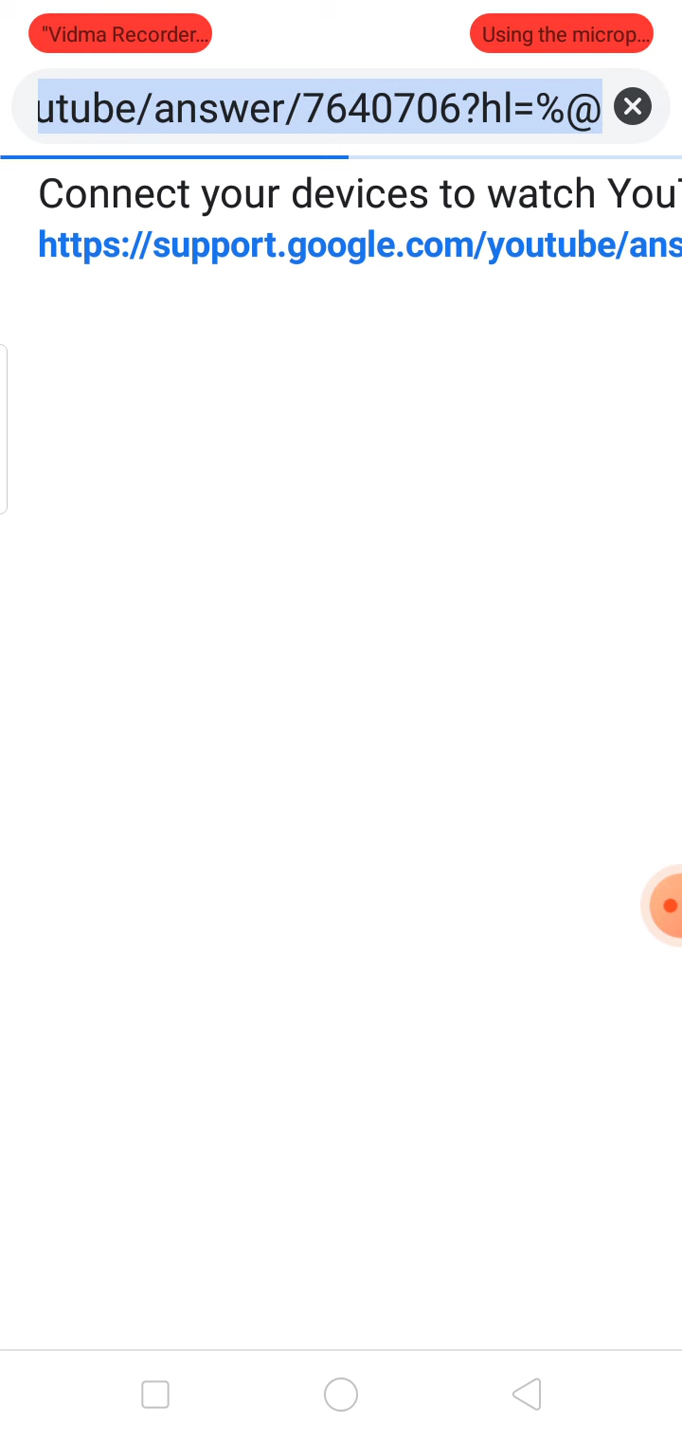 "Vidma Recorder...
Using the microp...
utube/answer/7640706?hl=%@
Connect your devices to watch You
https://support.google.com/youtube/ans